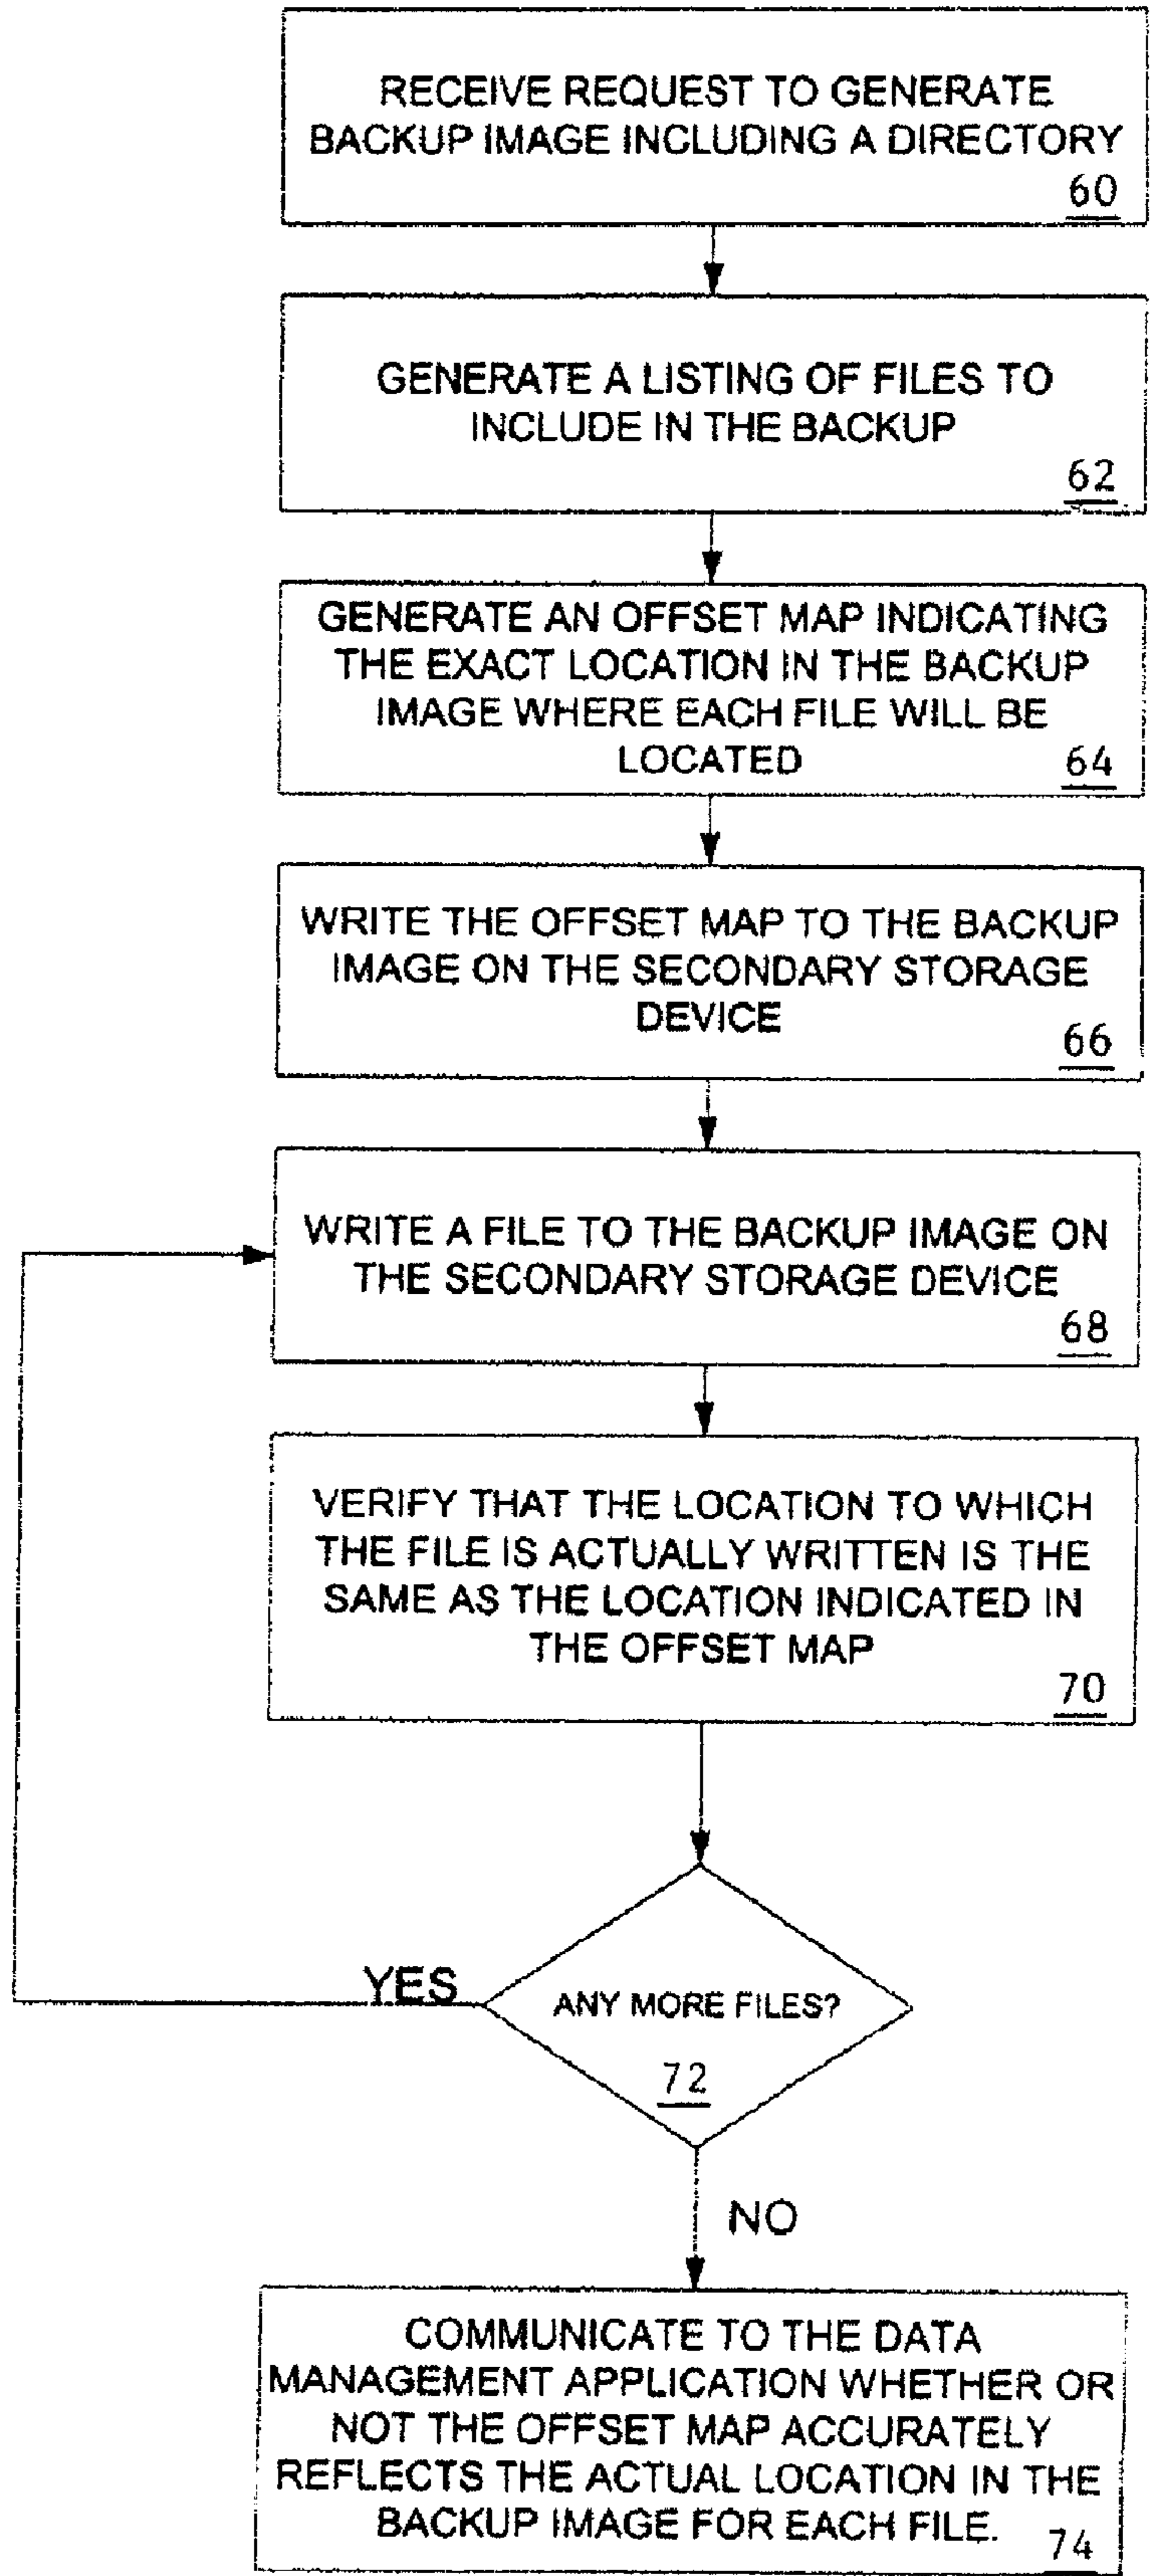 RECEIVE REQUEST TO GENERATE
BACKUP IMAGE INCLUDING A DIRECTORY
60
GENERATE A LISTING OF FILES TO
INCLUDE IN THE BACKUP
62
GENERATE AN OFFSET MAP INDICATING
THE EXACT LOCATION IN THE BACKUP
IMAGE WHERE EACH FILE WILL BE
LOCATED
64
WRITE THE OFFSET MAP TO THE BACKUP
IMAGE ON THE SECONDARY STORAGE
DEVICE
66
WRITE A FILE TO THE BACKUP IMAGE ON
THE SECONDARY STORAGE DEVICE
68
VERIFY THAT THE LOCATION TO WHICH
THE FILE IS ACTUALLY WRITTEN IS THE
SAME AS THE LOCATION INDICATED IN
THE OFFSET MAP
70
YES
ANY MORE FILES?
72
NO
COMMUNICATE TO THE DATA
MANAGEMENT APPLICATION WHETHER OR
NOT THE OFFSET MAP ACCURATELY
REFLECTS THE ACTUAL LOCATION IN THE
BACKUP IMAGE FOR EACH FILE.
74